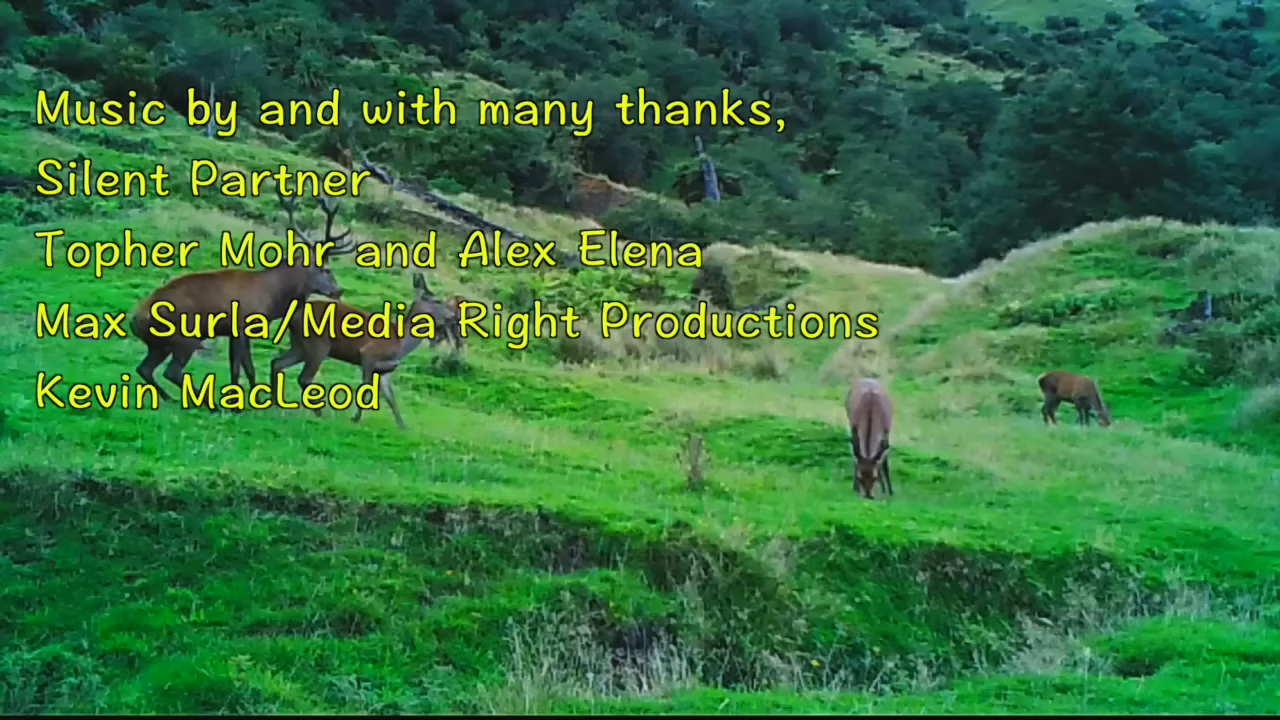 Music by and with many thanks,
Silent Partner
Topher Mohr and Alex Elena
Max Surla/Media Right Productions
Kevin MacLeod